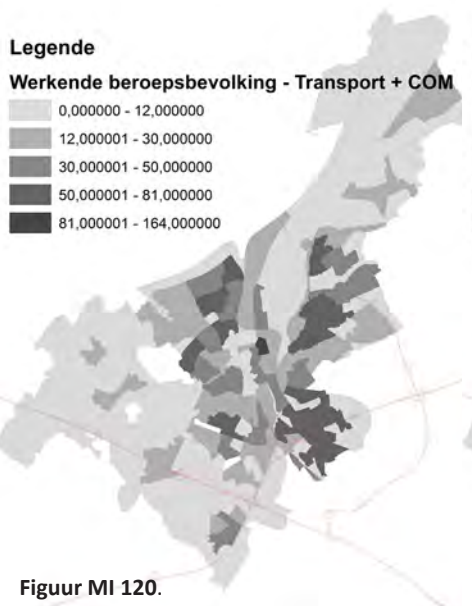 Legende
Werkende beroepsbevolking - Transport + COM
0,000000 - 12,000000
12,000001 - 30,000000
30,000001 - 50,000000
50,000001 - 81,000000
81,000001 - 164,000000
Figuur MI 120.